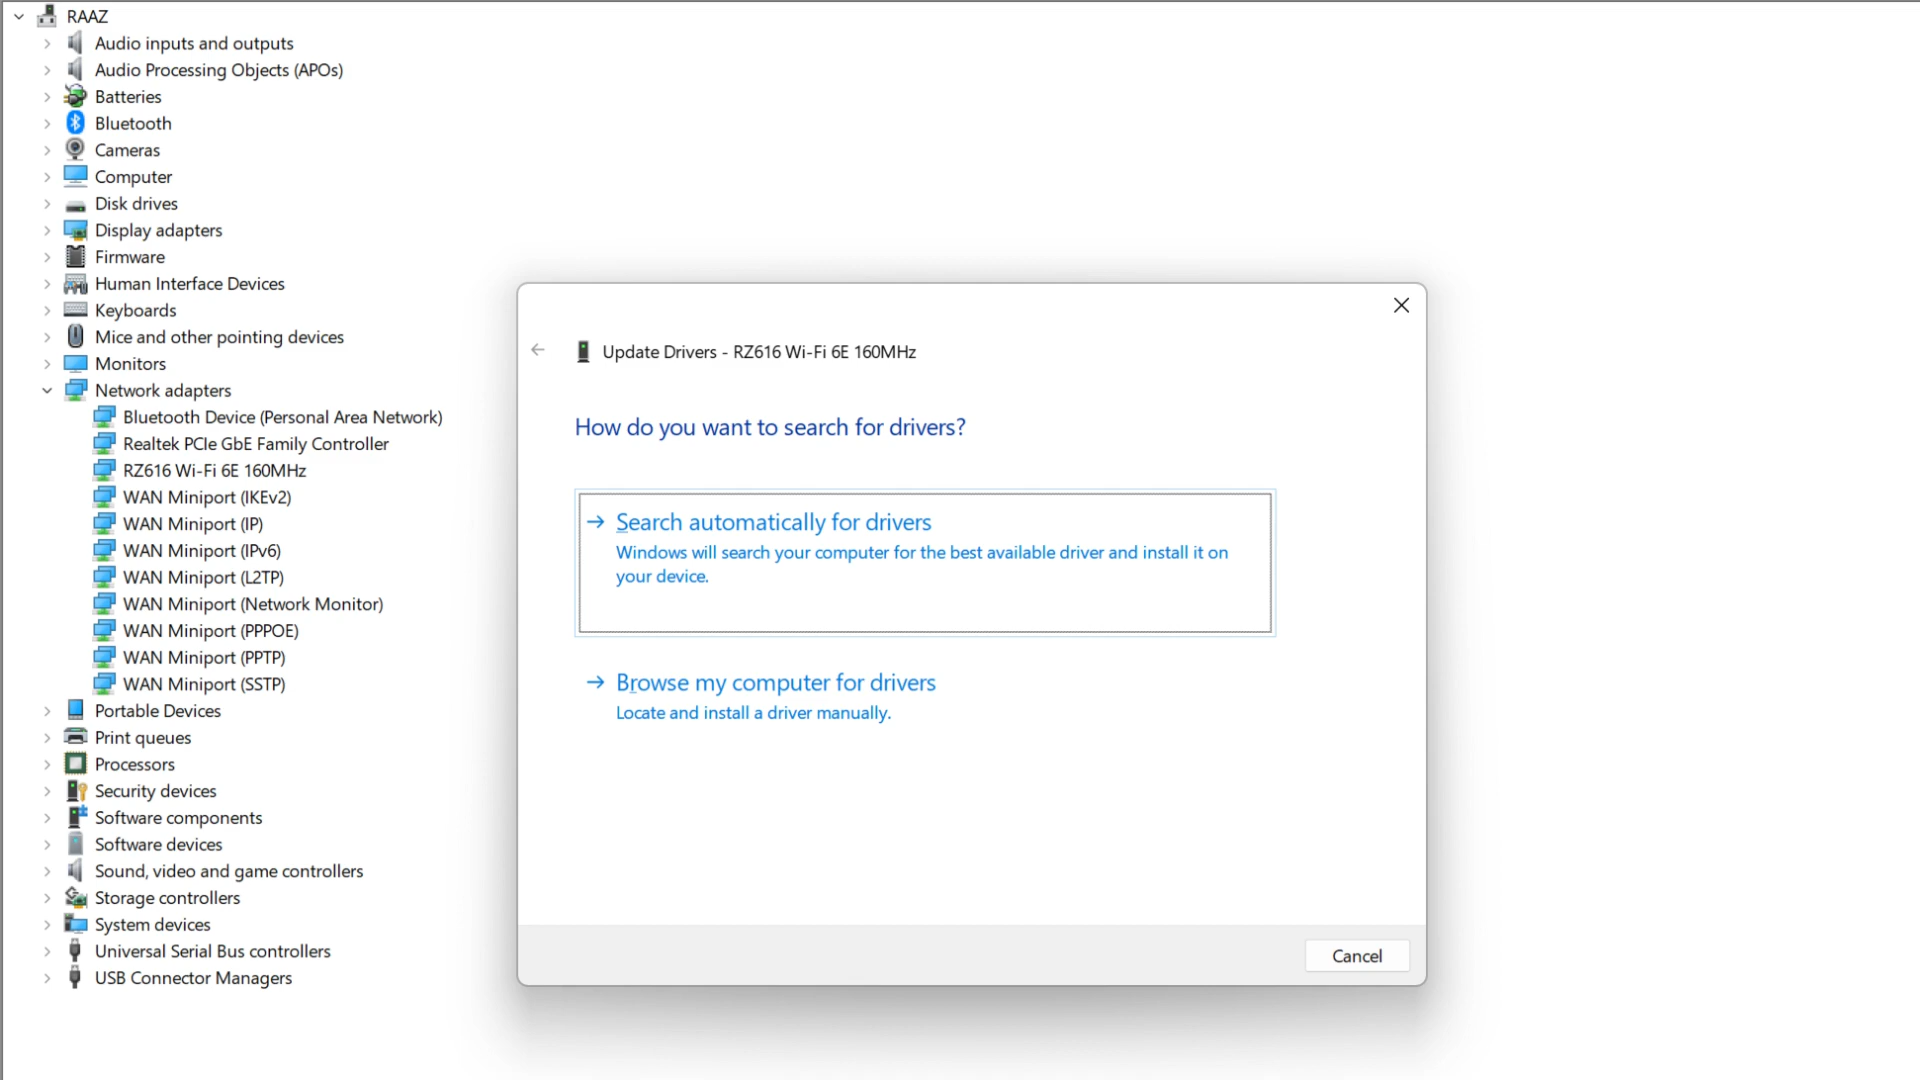 RAAZ
Audio inputs and outputs
Audio Processing Objects (APOs)
Batteries
Bluetooth
Cameras
Computer
Disk drives
Display adapters
Firmware
Human Interface Devices
Keyboards
Mice and other pointing devices
Monitors
Network adapters
Bluetooth Device (Personal Area Network)
Realtek PCIe GbE Family Controller
RZ616 Wi-Fi 6E 160MHz
WAN Miniport (IKEv2)
WAN Miniport (IP)
WAN Miniport (IPv6)
WAN Miniport (L2TP)
WAN Miniport (Network Monitor)
WAN Miniport (PPPOE)
WAN Miniport (PPTP)
WAN Miniport (SSTP)
Portable Devices
Print queues
Processors
Security devices
Software components
Software devices
Sound, video and game controllers
Storage controllers
System devices
Universal Serial Bus controllers
USB Connector Managers
Update Drivers - RZ616 Wi-Fi 6E 160MHz
How do you want to search for drivers?
Search automatically for drivers
Windows will search your computer for the best available driver and install it on
your device.
Browse my computer for drivers
Locate and install a driver manually.
Cancel